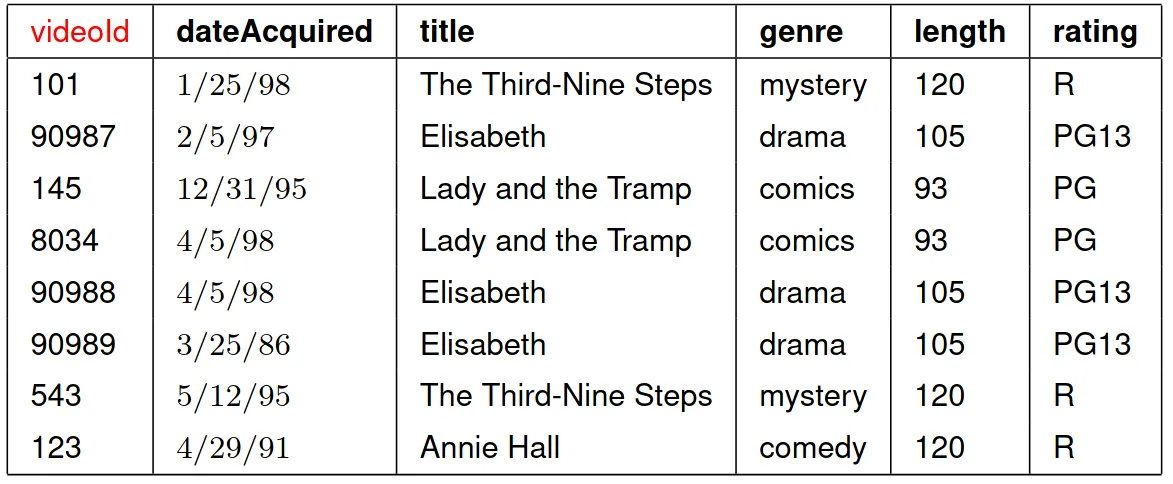 videoId dateAcquired title genre length rating
101 1/25/98 The Third-Nine Steps mystery 120 R
90987 2/5/97 Elisabeth drama 105 PG13
145 12/31/95 Lady and the Tramp comics 93 PG
8034 4/5/98 Lady and the Tramp comics 93 PG
90988 4/5/98 Elisabeth drama 105 PG13
90989 3/25/86 Elisabeth drama 105 PG13
543 5/12/95 The Third-Nine Steps mystery 120 R
123 4/29/91 Annie Hall comedy 120 R